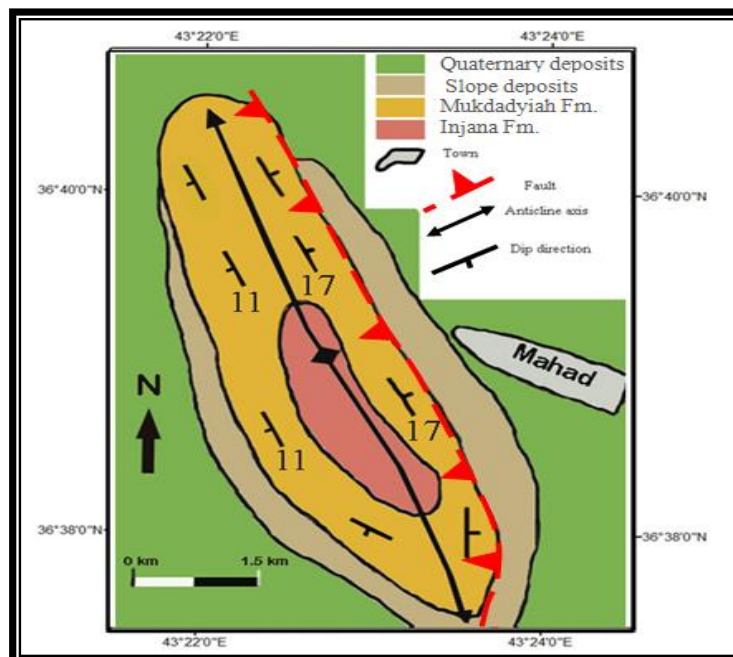 43°22'0"E 43°24'0"E
Quaternary deposits
Slope deposits
Mukdadyiah Fm.
Injana Fm.
Town
36°40'0"N 36°40'0"N
Fault
Anticline axis
Dip direction
11 17
Mahad
N
17
11
36°38'0"N 36°38'0"N
0 km 1.5 km
43°22'0"E 43°24'0"E